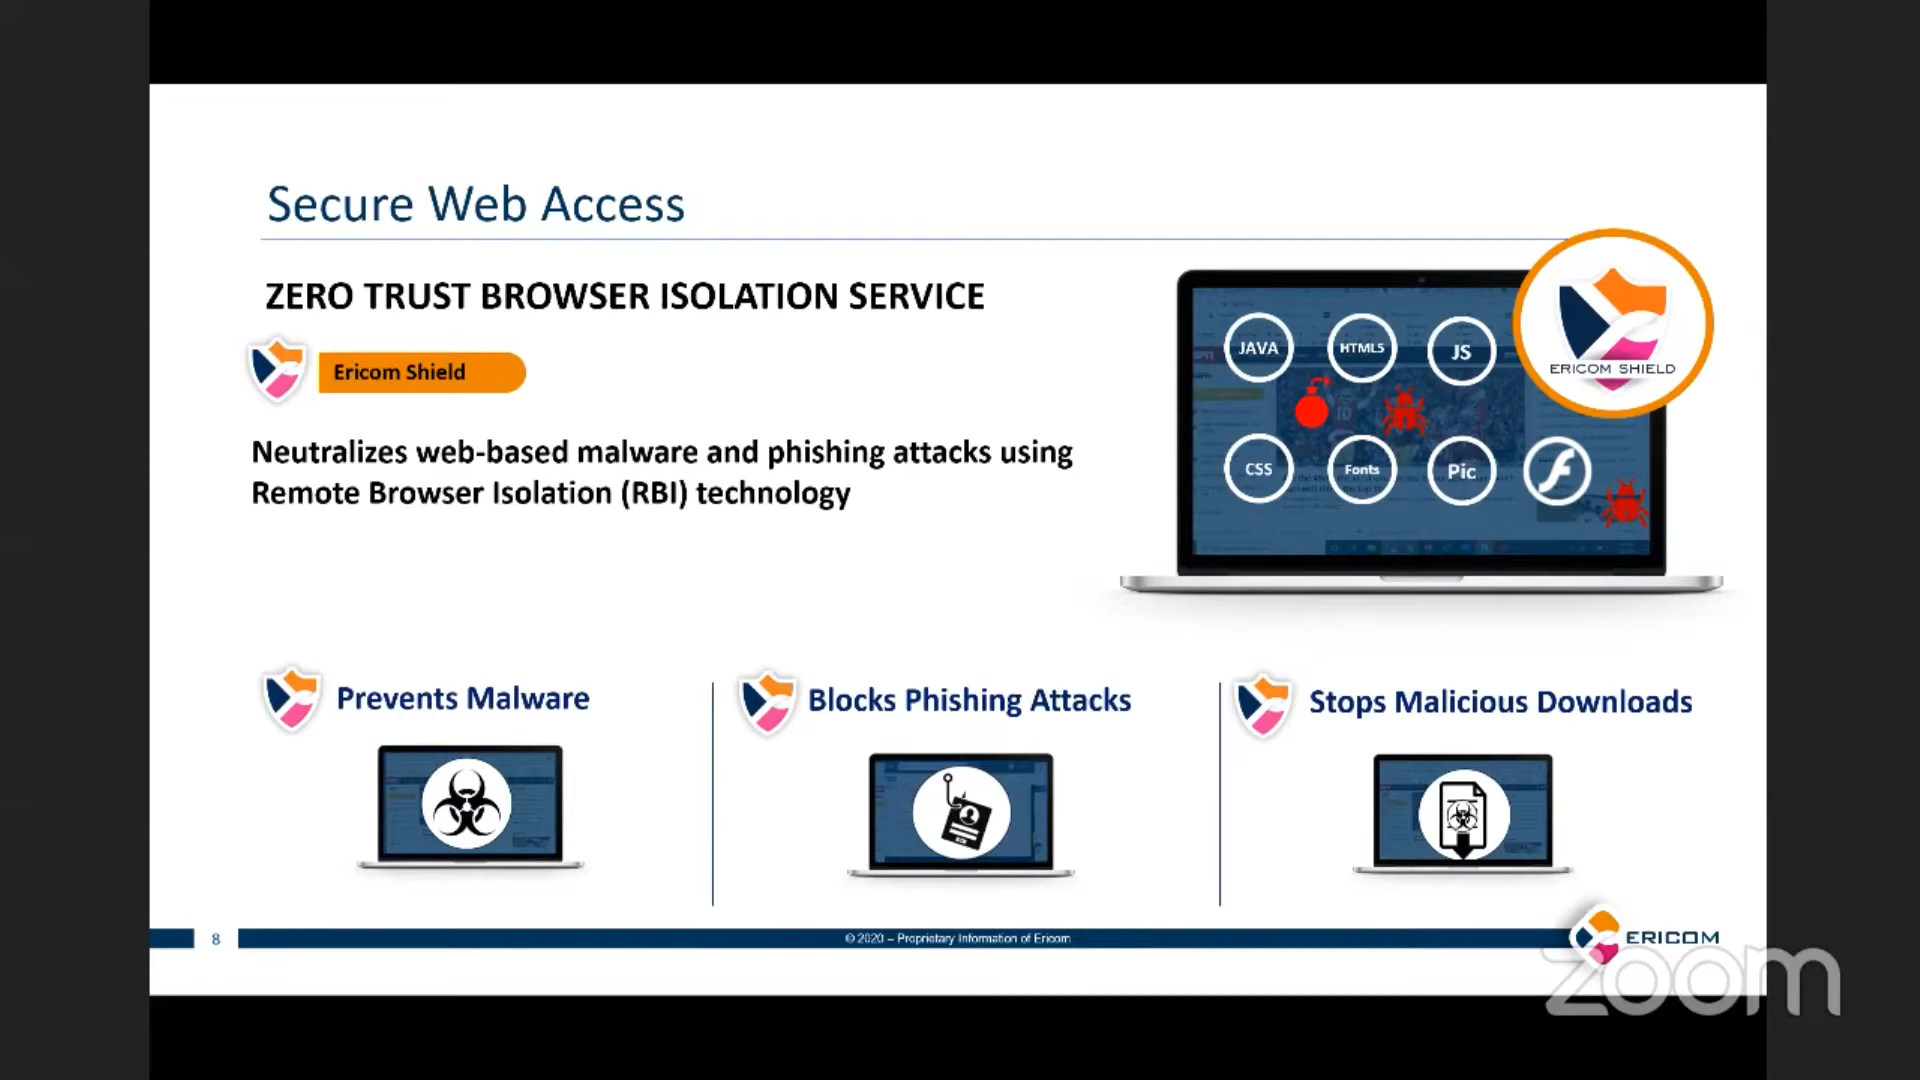 Secure Web Access
ZERO TRUST BROWSER ISOLATION SERVICE
Ericom Shield
Neutralizes web-based malware and phishing attacks using
Remote Browser Isolation (RBI) technology
JAVA
HTML5
JS
ERICOM SHIELD
CSS
Fonts
Pic
Prevents Malware
Blocks Phishing Attacks
Stops Malicious Downloads
8
© 2020 – Proprietary Information of Ericom
ERICOM
zoom